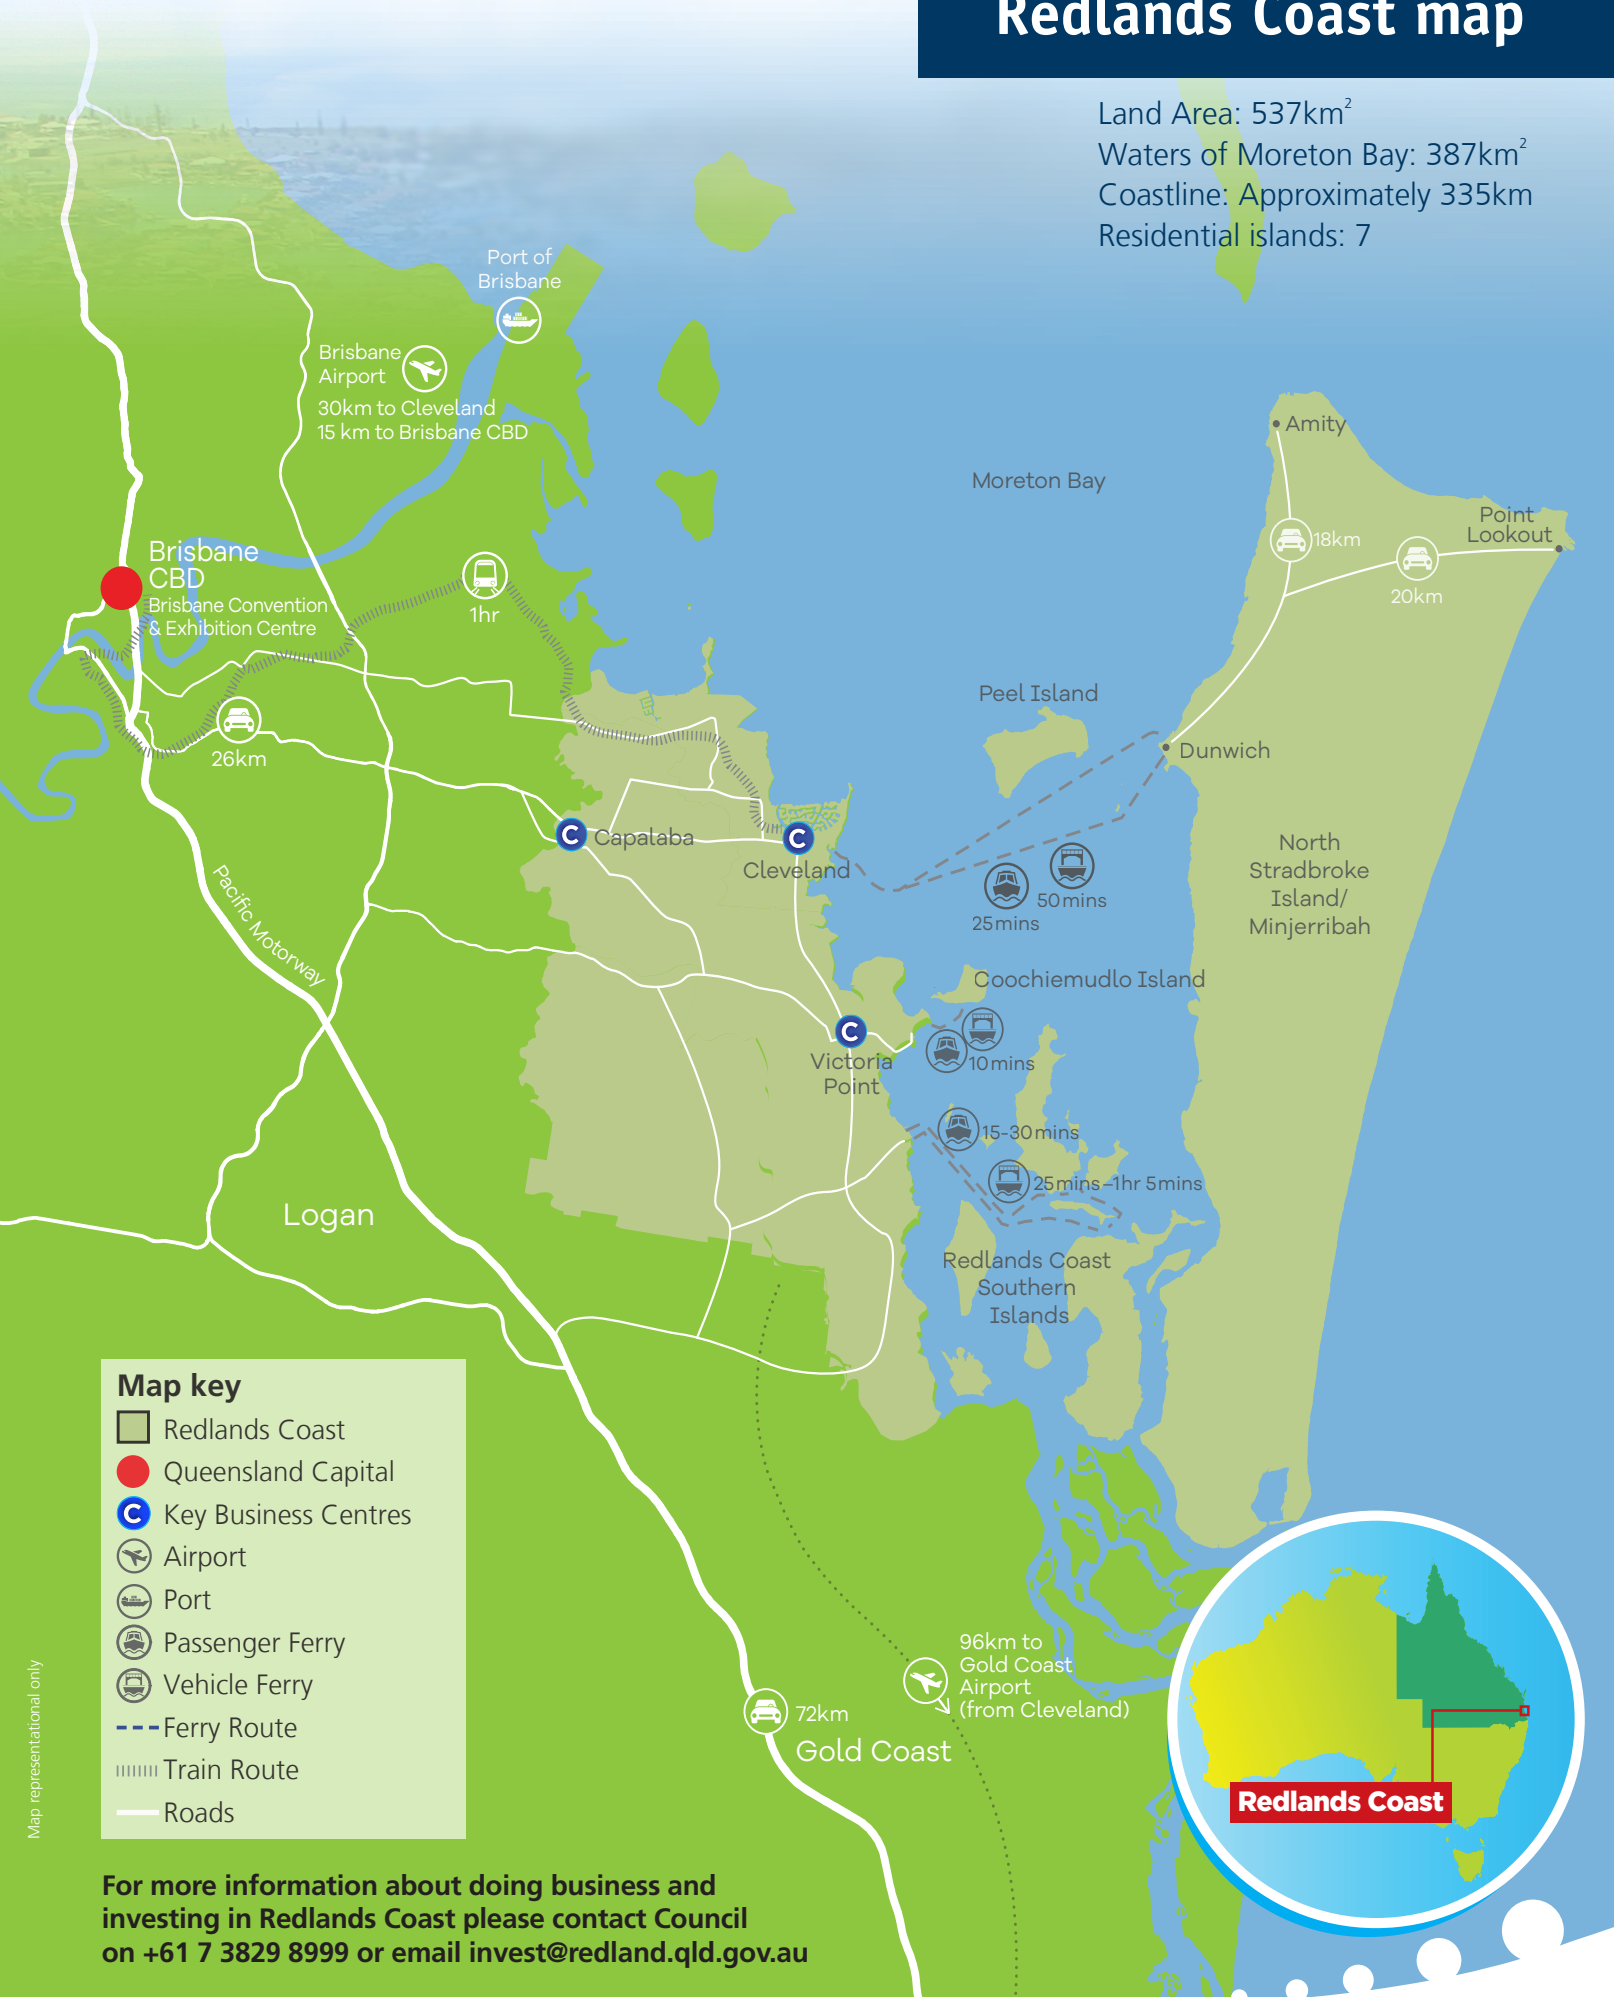 Redlands Coast map
Land Area: 537km²
Waters of Moreton Bay: 387km²
Coastline: Approximately 335km
Residential islands: 7
Port of
Brisbane
Brisbane
Airport
30km to Cleveland
15 km to Brisbane CBD
Amity
Moreton Bay
Point
Lookout
18km
20km
Brisbane
CBD
Brisbane Convention
& Exhibition Centre
1hr
Peel Island
Dunwich
26km
C
Capalaba
C
Cleveland
North
Stradbroke
Island/
Minjerribah
50mins
25mins
Pacific Motorway
Coochiemudlo Island
C
Victoria
Point
10mins
15-30mins
25mins–1hr 5mins
Logan
Redlands Coast
Southern
Islands
Map key
Redlands Coast
Queensland Capital
C Key Business Centres
Airport
Port
Passenger Ferry
Vehicle Ferry
Ferry Route
Train Route
Roads
96km to
Gold Coast
Airport
(from Cleveland)
72km
Gold Coast
Redlands Coast
Map representational only
For more information about doing business and
investing in Redlands Coast please contact Council
on +61 7 3829 8999 or email invest@redland.qld.gov.au